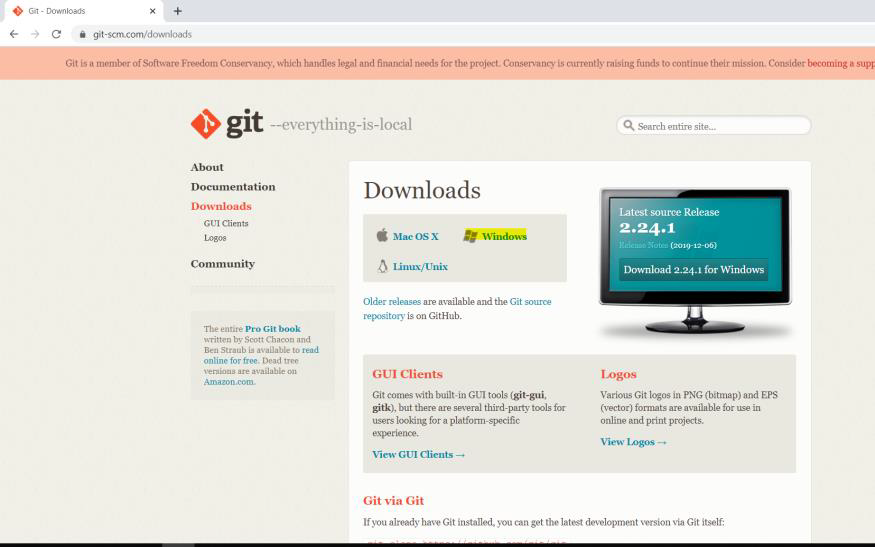 Git - Downloads
git-scm.com/downloads
Git is a member of Software Freedom Conservancy, which handles legal and financial needs for the project. Conservancy is currently raising funds to continue their mission. Consider becoming a supp
git --everything-is-local
Search entire site...
About
Documentation
Downloads
GUI Clients
Logos
Community
The entire Pro Git book
written by Scott Chacon and
Ben Straub is available to read
online for free. Dead tree
versions are available on
Amazon.com.
Downloads
Mac OS X
Windows
Linux/Unix
Older releases are available and the Git source
repository is on GitHub.
Latest source Release
2.24.1
Release Notes (2019-12-06)
Download 2.24.1 for Windows
GUI Clients
Git comes with built-in GUI tools (git-gui,
gitk), but there are several third-party tools for
users looking for a platform-specific
experience.
View GUI Clients →
Logos
Various Git logos in PNG (bitmap) and EPS
(vector) formats are available for use in
online and print projects.
View Logos →
Git via Git
If you already have Git installed, you can get the latest development version via Git itself: